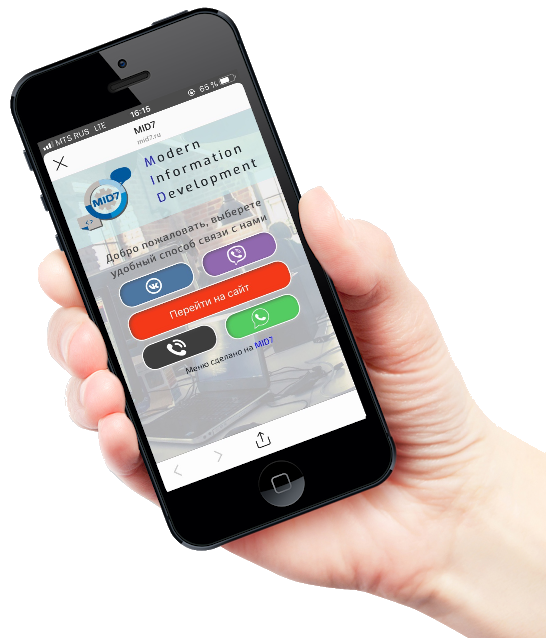 MTS RUS LTE 16:15 65 %
MID7
mid7.ru
MID7
Modern
Information
Development
</>
Добро пожаловать, выберете
удобный способ связи с нами
Перейти на сайт
Меню сделано на MID7